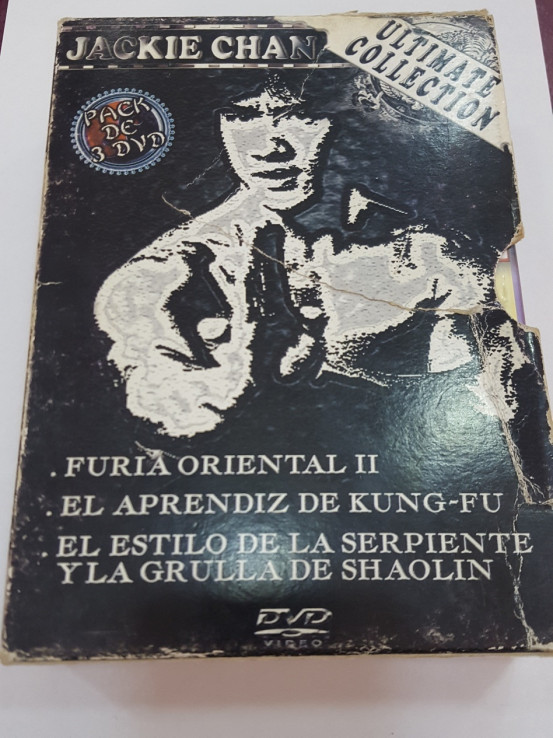 JACKIE CHAN
ULTIMATE
COLLECTION
PACK
DE
3 DVD
. FURIA ORIENTAL II
. EL APRENDIZ DE KUNG-FU
. EL ESTILO DE LA SERPIENTE
Y LA GRULLA DE SHAOLIN
DVD
VIDEO